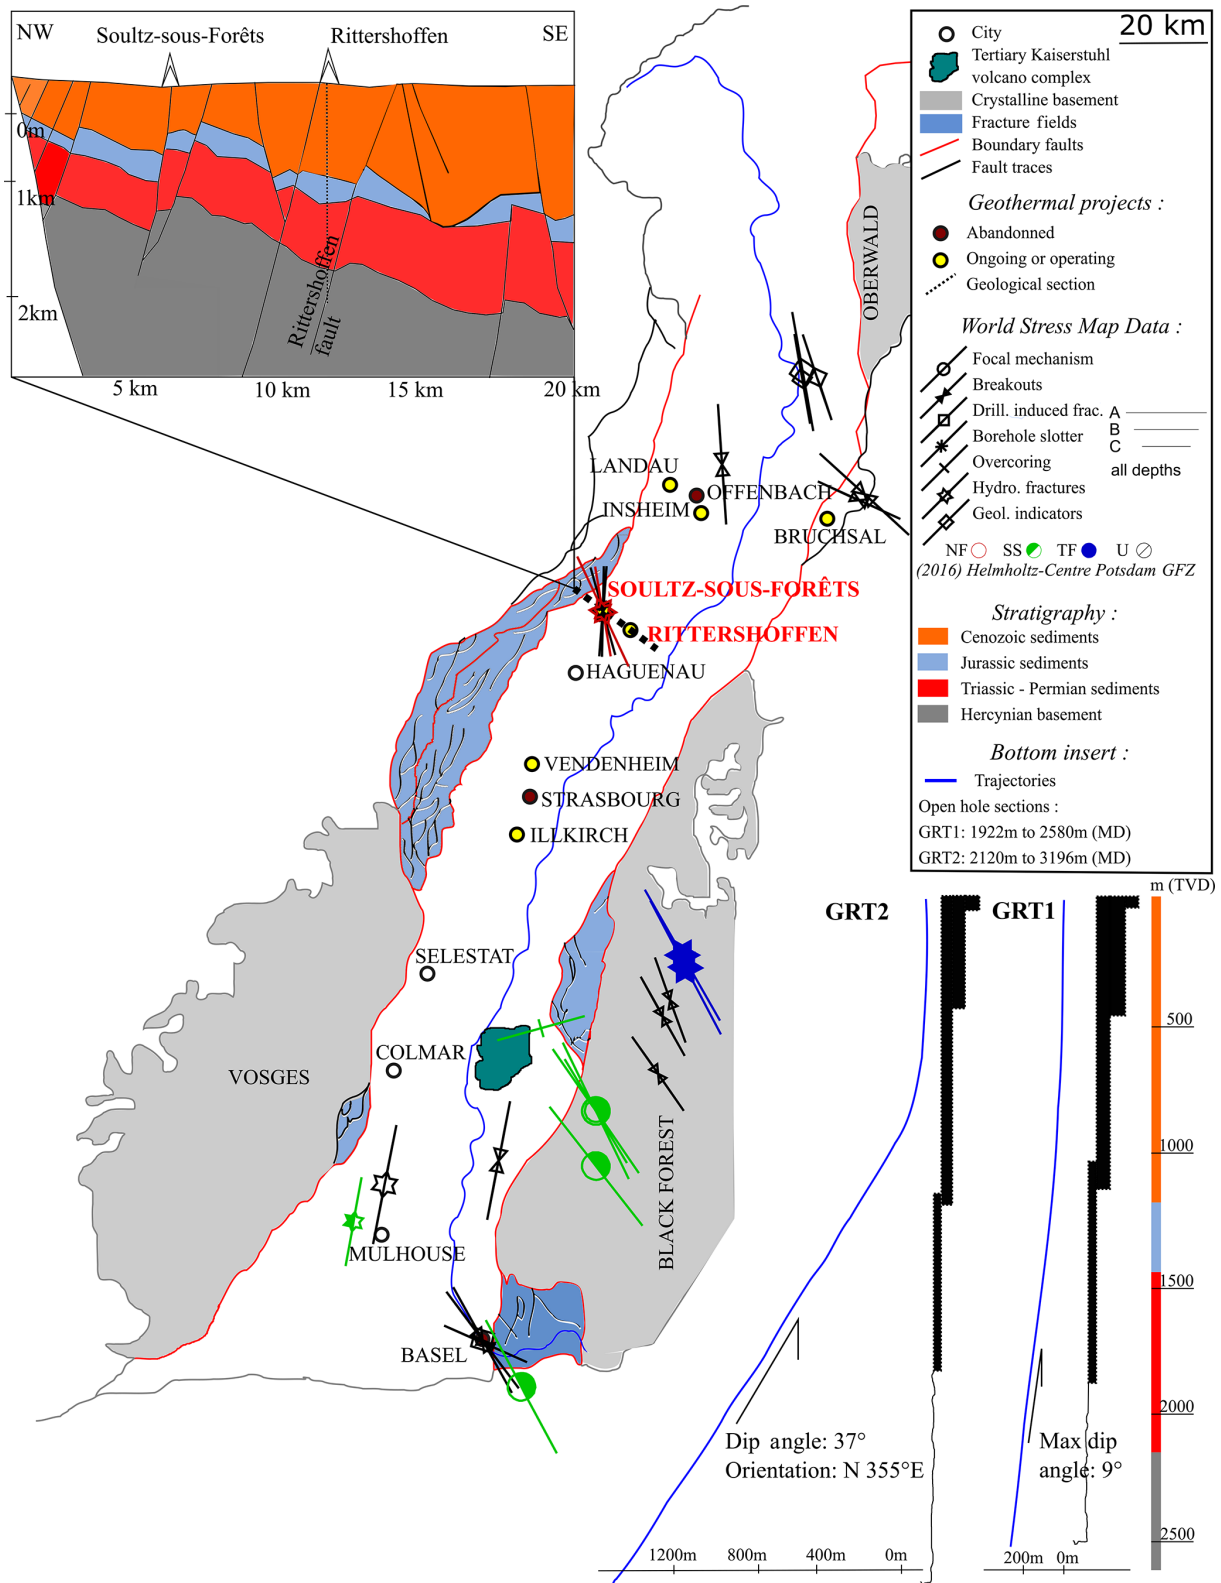 NW
Soultz-sous-Forêts
Rittershoffen
SE
0m
1km
2km
Rittershoffen
fault
5 km
10 km
15 km
20 km
20 km
City
Tertiary Kaiserstuhl
volcano complex
Crystalline basement
Fracture fields
Boundary faults
Fault traces
Geothermal projects :
Abandonned
Ongoing or operating
Geological section
World Stress Map Data :
Focal mechanism
Breakouts
Drill. induced frac.
Borehole slotter
Overcoring
Hydro. fractures
Geol. indicators
A
B
C
all depths
NF SS TF U
(2016) Helmholtz-Centre Potsdam GFZ
Stratigraphy :
Cenozoic sediments
Jurassic sediments
Triassic - Permian sediments
Hercynian basement
Bottom insert :
Trajectories
Open hole sections :
GRT1: 1922m to 2580m (MD)
GRT2: 2120m to 3196m (MD)
OBERWALD
LANDAU
OFFENBACH
INSHEIM
BRUCHSAL
SOULTZ-SOUS-FORÊTS
RITTERSHOFFEN
HAGUENAU
VENDENHEIM
STRASBOURG
ILLKIRCH
SELESTAT
COLMAR
VOSGES
BLACK FOREST
MULHOUSE
BASEL
m (TVD)
GRT2
GRT1
500
1000
1500
2000
2500
Dip angle: 37°
Orientation: N 355°E
Max dip
angle: 9°
1200m
800m
400m
0m
200m
0m